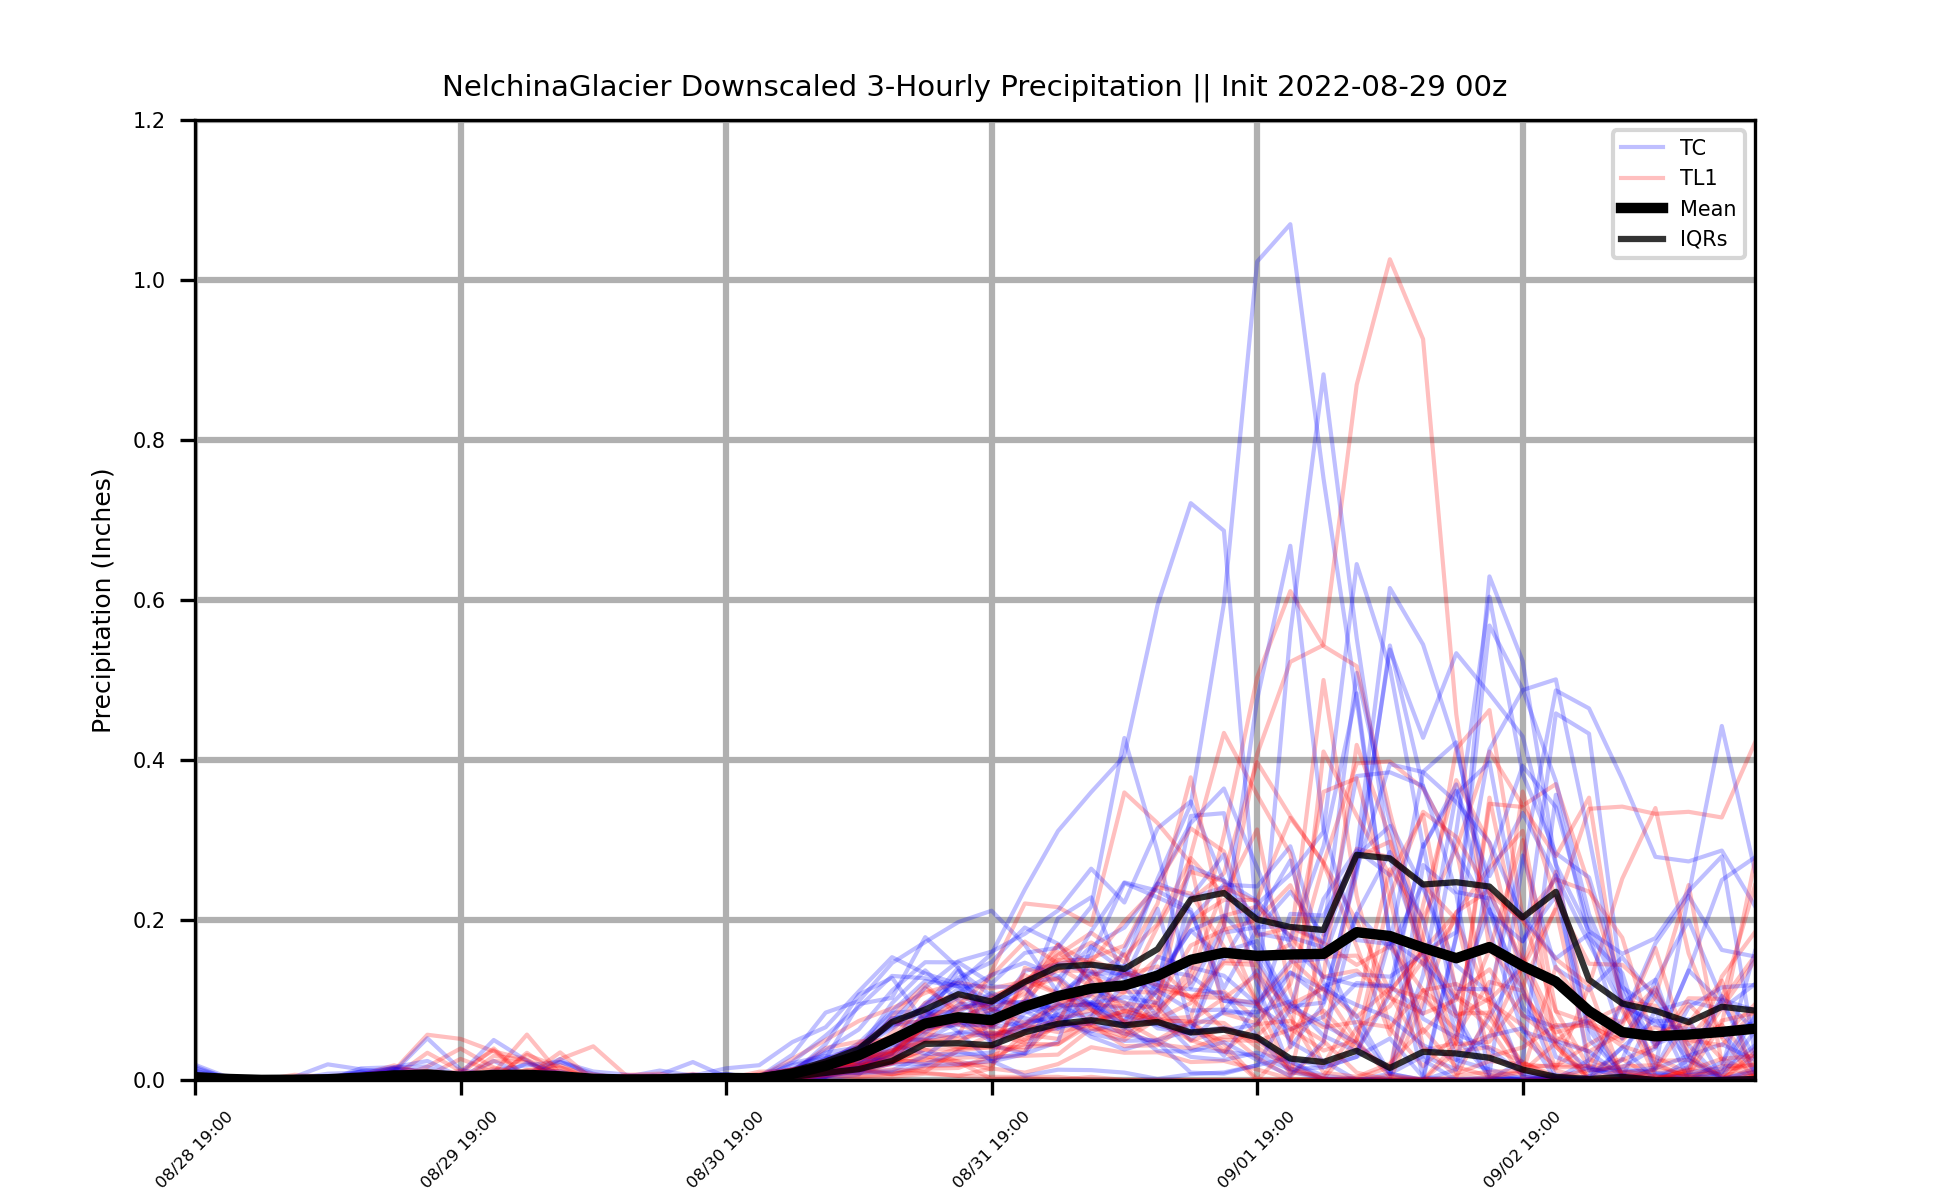 NelchinaGlacier Downscaled 3-Hourly Precipitation || Init 2022-08-29 00z
1.2
1.0
0.8
0.6
0.4
0.2
0.0
Precipitation (Inches)
TC
TL1
Mean
IQRs
08/28 19:00
08/29 19:00
08/30 19:00
08/31 19:00
09/01 19:00
09/02 19:00